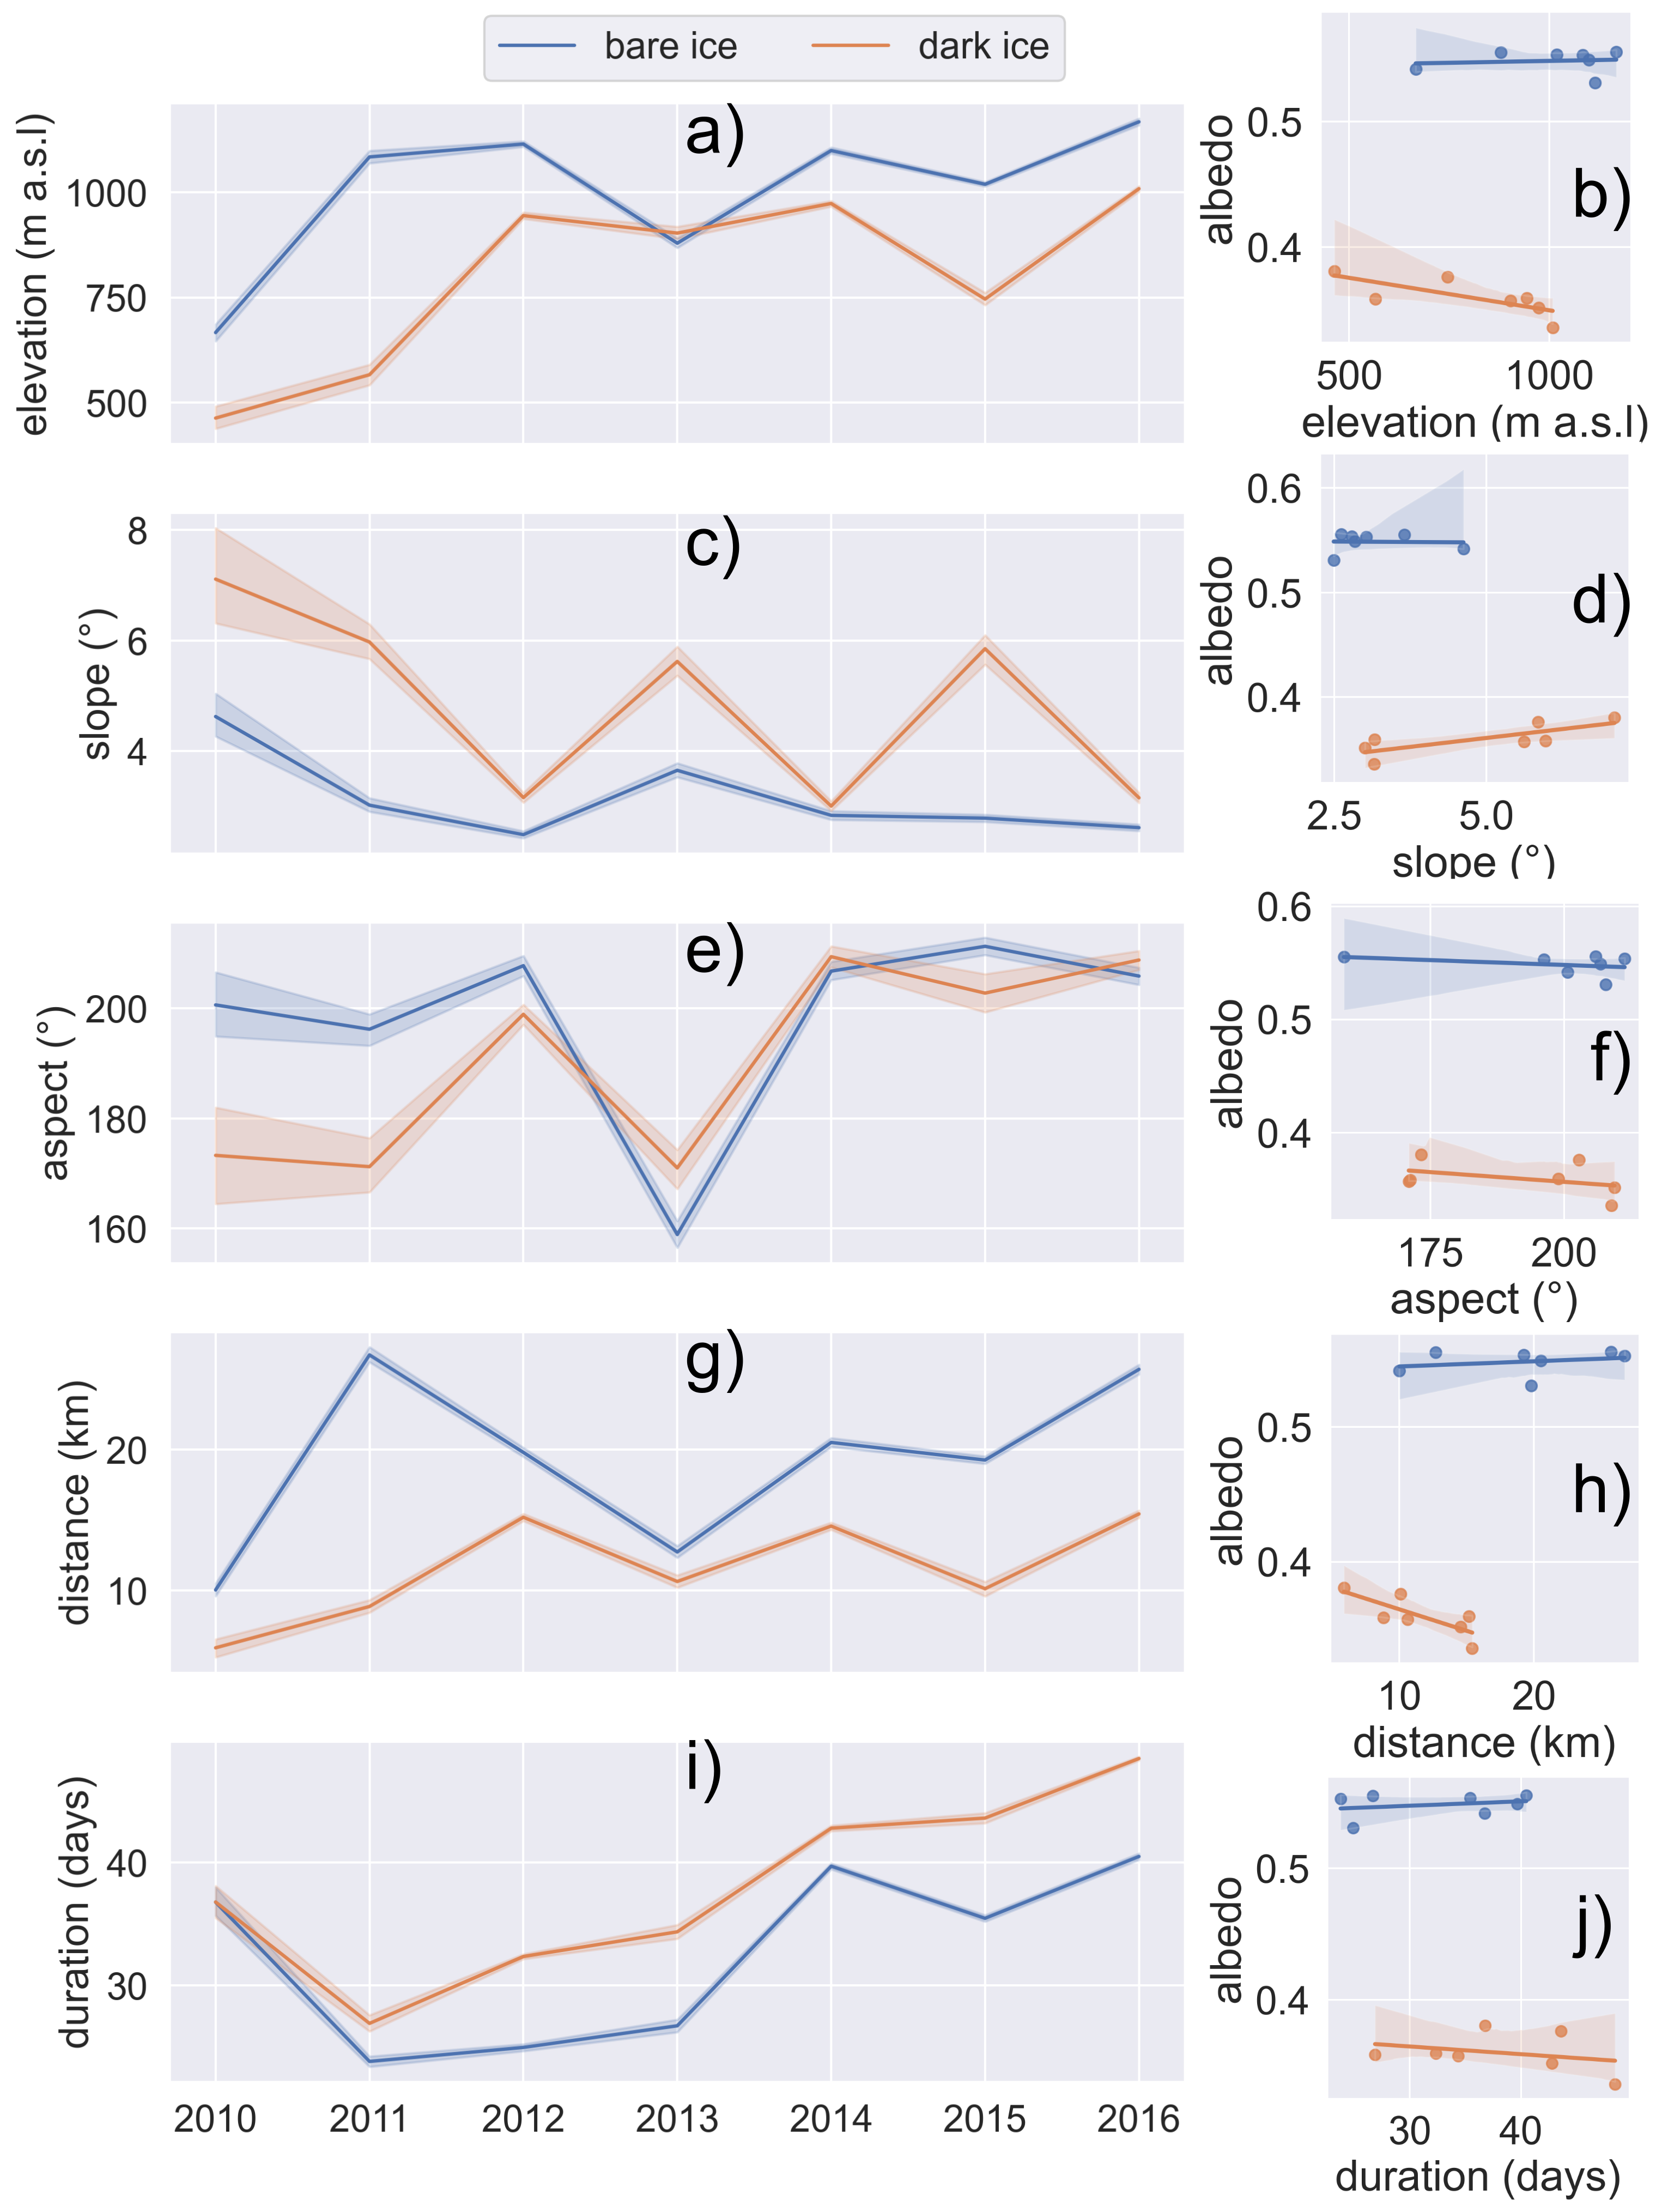 bare ice dark ice
a)
elevation (m a.s.l)
1000
750
500
b)
albedo
0.5
0.4
500 1000
elevation (m a.s.l)
c)
slope (°)
8
6
4
d)
albedo
0.6
0.5
0.4
2.5 5.0
slope (°)
e)
aspect (°)
200
180
160
f)
albedo
0.6
0.5
0.4
175 200
aspect (°)
g)
distance (km)
20
10
h)
albedo
0.5
0.4
10 20
distance (km)
i)
duration (days)
40
30
2010 2011 2012 2013 2014 2015 2016
j)
albedo
0.5
0.4
30 40
duration (days)